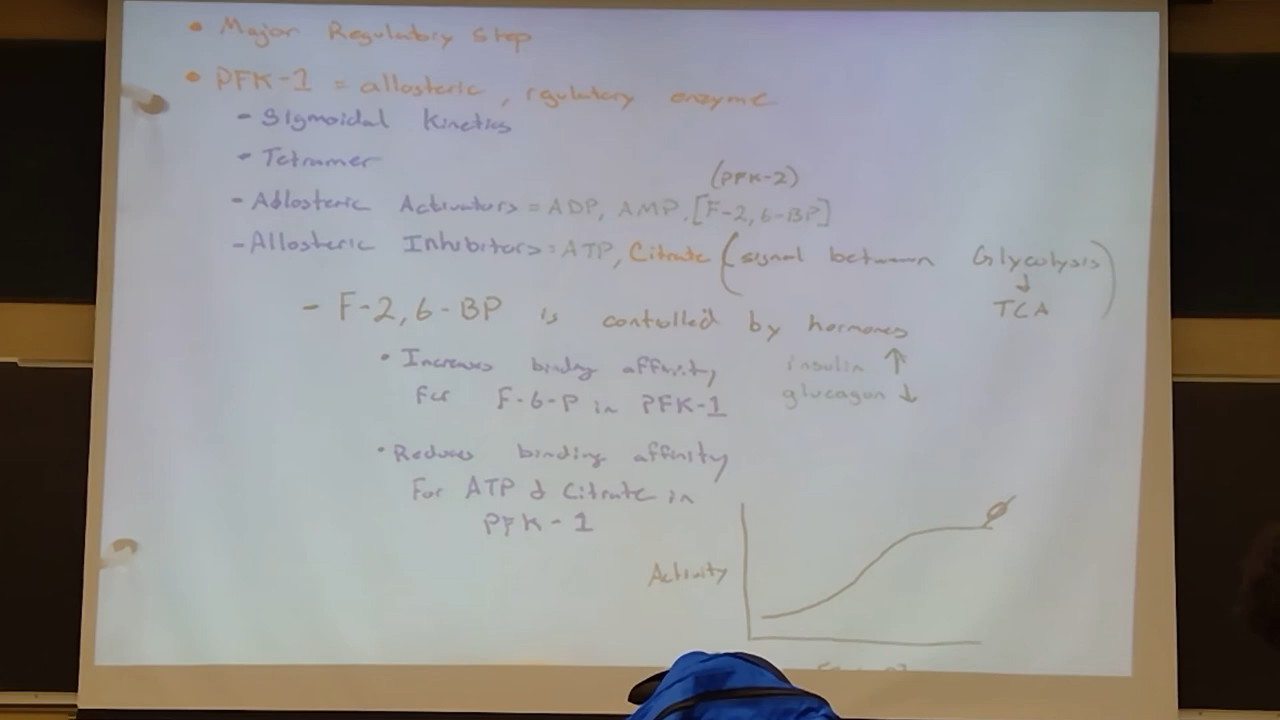 • Major Regulatory Step
• PFK-1 = allosteric, regulatory enzyme
- Sigmoidal Kinetics
- Tetramer
(PFK-2)
- Allosteric Activators = ADP, AMP, [F-2,6-BP]
- Allosteric Inhibitors: ATP, Citrate (signal between Glycolysis)
↓
TCA
- F-2,6-BP is controlled by hormones
• Increases binding affinity
insulin ↑
For F-6-P in PFK-1
glucagon ↓
• Reduces binding affinity
For ATP & Citrate in
PFK-1
Activity